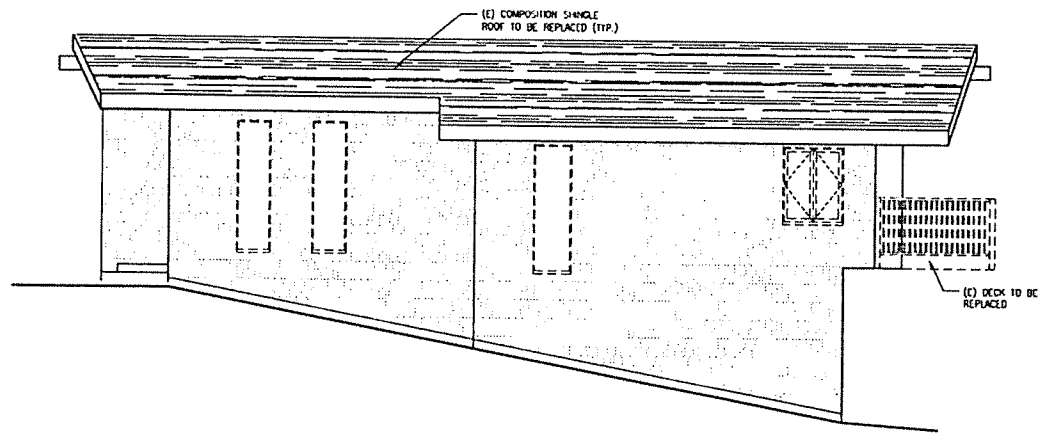 (E) COMPOSITION SHINGLE
ROOF TO BE REPLACED (TYP.)
(E) DECK TO BE
REPLACED